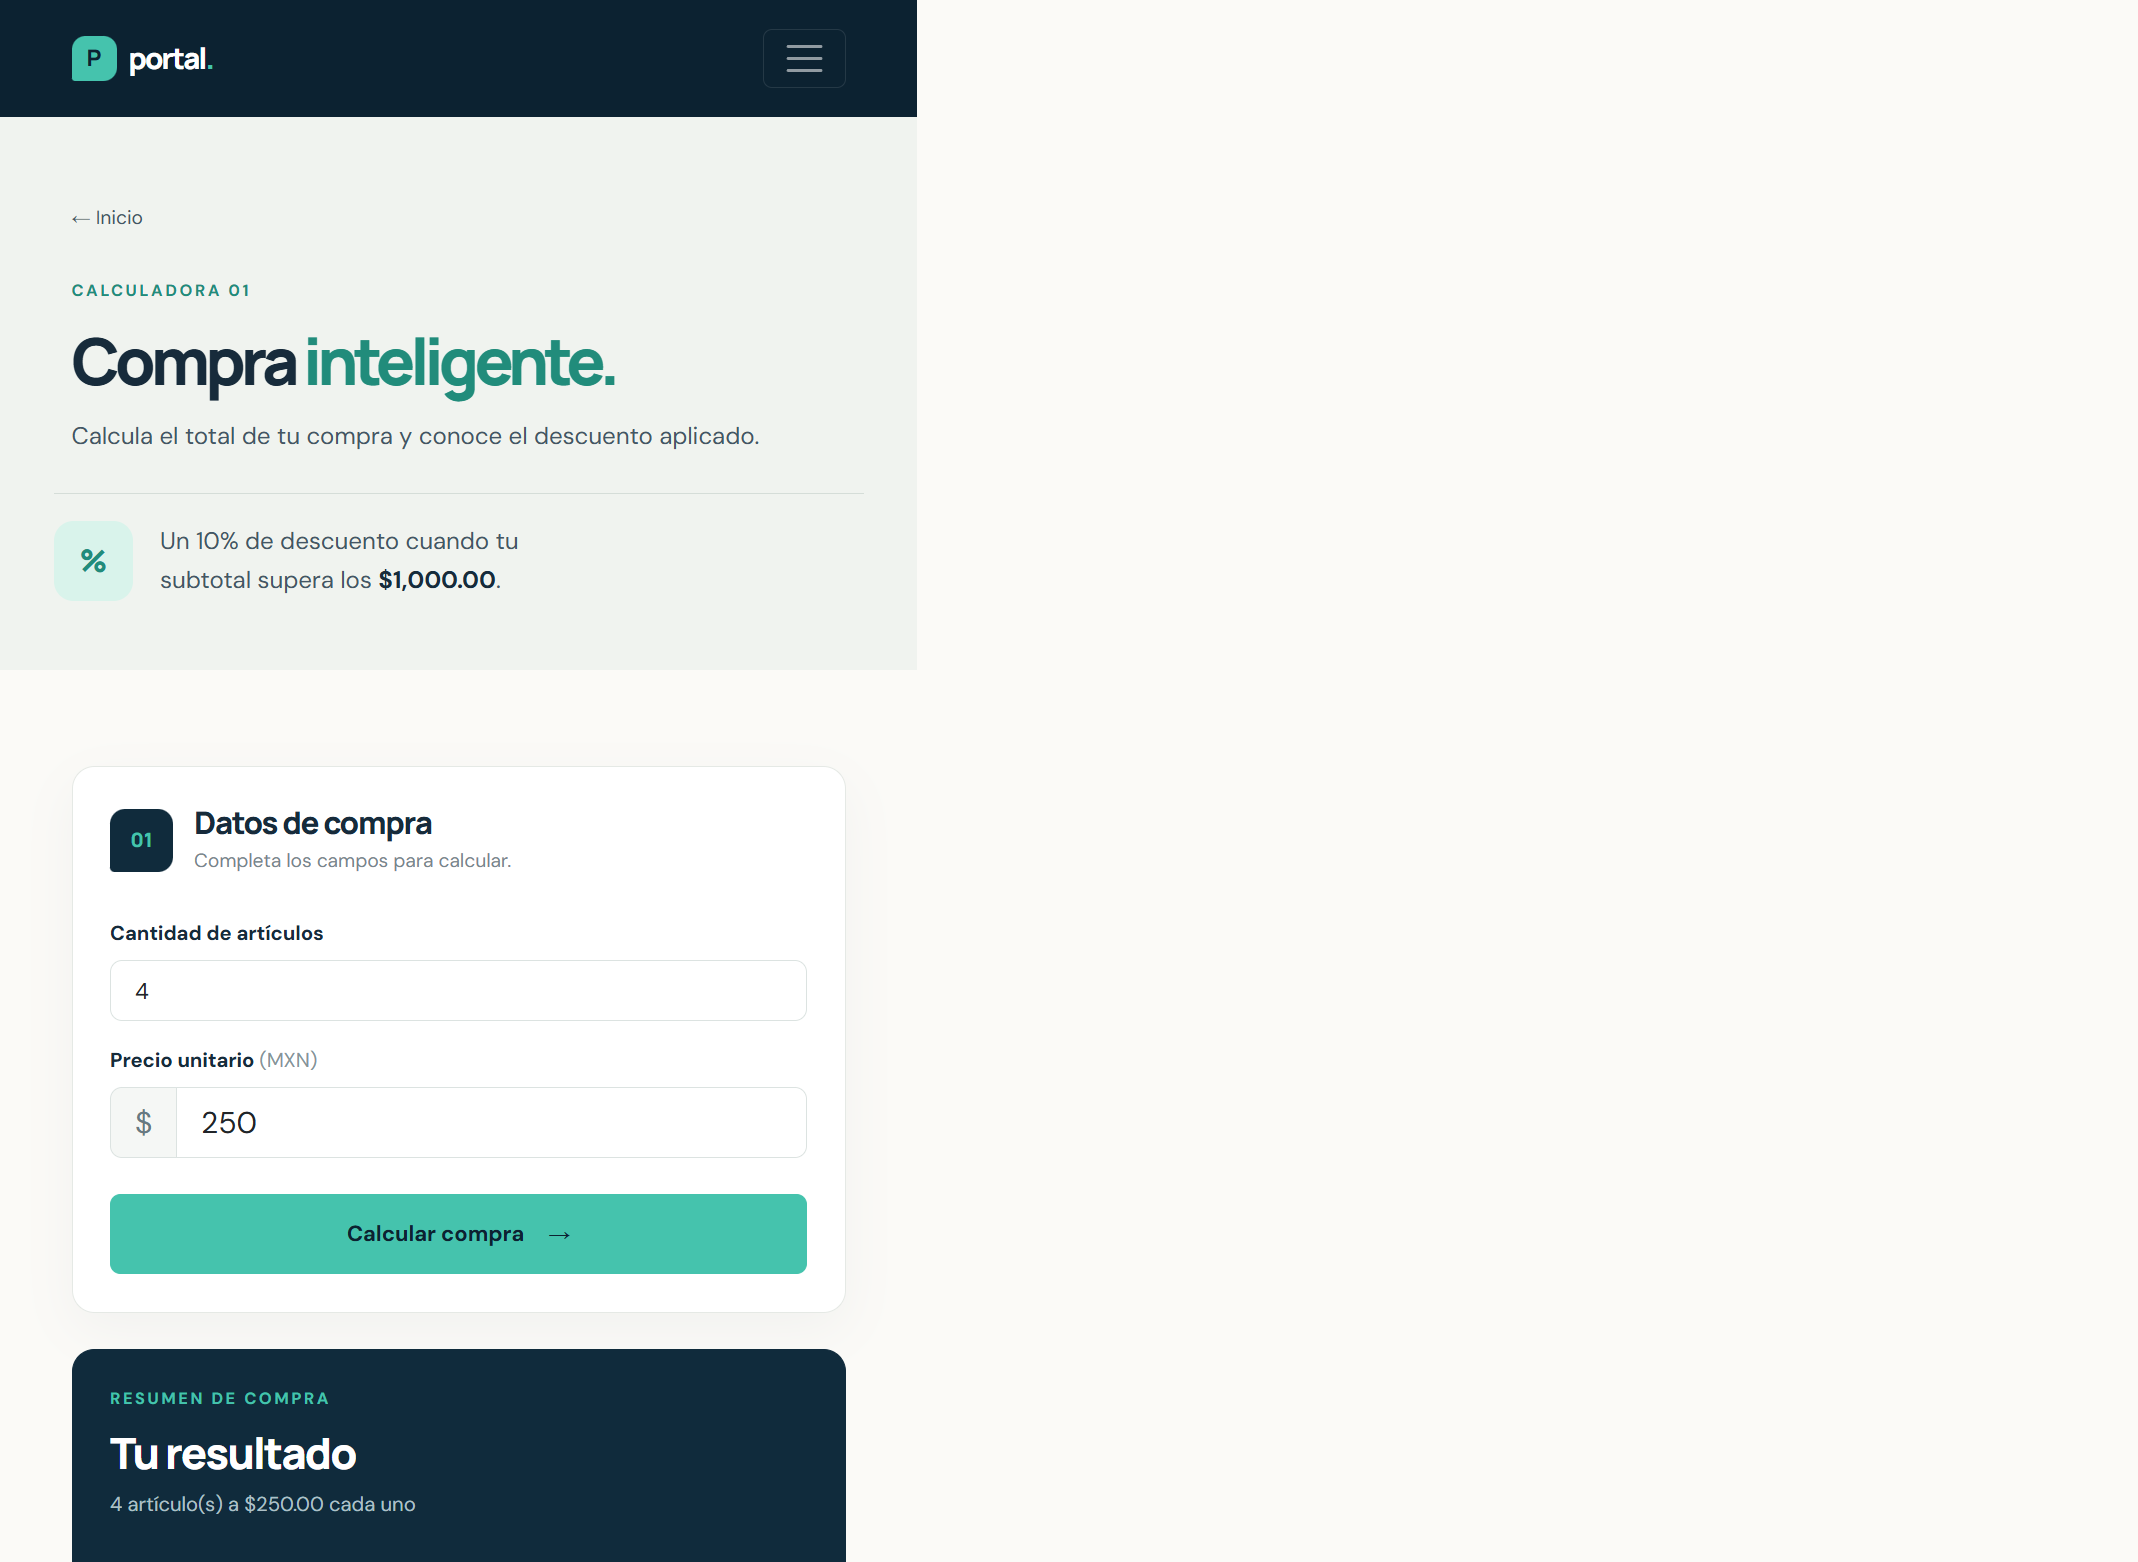 P portal.
← Inicio
CALCULADORA 01
Compra inteligente.
Calcula el total de tu compra y conoce el descuento aplicado.
%
Un 10% de descuento cuando tu
subtotal supera los $1,000.00.
01
Datos de compra
Completa los campos para calcular.
Cantidad de artículos
4
Precio unitario (MXN)
$ 250
Calcular compra →
RESUMEN DE COMPRA
Tu resultado
4 artículo(s) a $250.00 cada uno